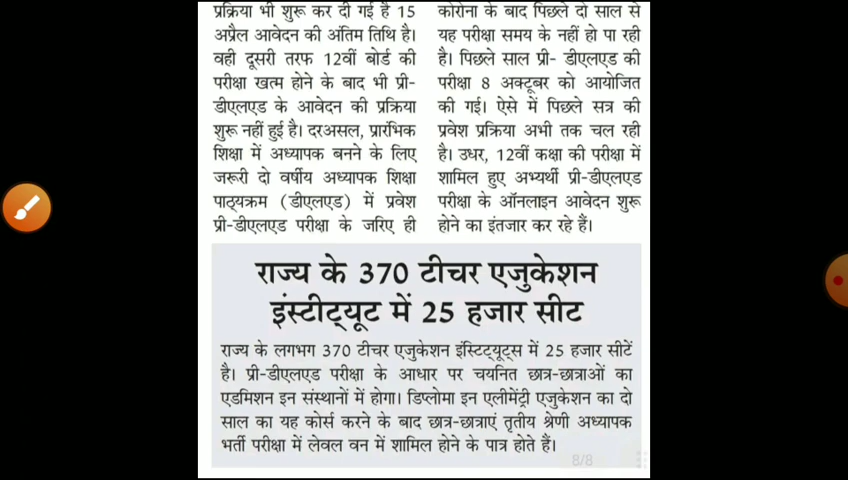 प्रक्रिया भी शुरू कर दी गई है 15
अप्रैल आवेदन की अंतिम तिथि है।
वही दूसरी तरफ 12वीं बोर्ड की
परीक्षा खत्म होने के बाद भी प्री-
डीएलएड के आवेदन की प्रक्रिया
शुरू नहीं हुई है। दरअसल, प्रारंभिक
शिक्षा में अध्यापक बनने के लिए
जरूरी दो वर्षीय अध्यापक शिक्षा
पाठ्यक्रम (डीएलएड) में प्रवेश
प्री-डीएलएड परीक्षा के जरिए ही
कोरोना के बाद पिछले दो साल से
यह परीक्षा समय के नहीं हो पा रही
है। पिछले साल प्री- डीएलएड की
परीक्षा 8 अक्टूबर को आयोजित
की गई। ऐसे में पिछले सत्र की
प्रवेश प्रक्रिया अभी तक चल रही
है। उधर, 12वीं कक्षा की परीक्षा में
शामिल हुए अभ्यर्थी प्री-डीएलएड
परीक्षा के ऑनलाइन आवेदन शुरू
होने का इंतजार कर रहे हैं।
राज्य के 370 टीचर एजुकेशन
इंस्टीट्यूट में 25 हजार सीट
राज्य के लगभग 370 टीचर एजुकेशन इंस्टिट्यूट्स में 25 हजार सीटें
है। प्री-डीएलएड परीक्षा के आधार पर चयनित छात्र-छात्राओं का
एडमिशन इन संस्थानों में होगा। डिप्लोमा इन एलीमेंट्री एजुकेशन का दो
साल का यह कोर्स करने के बाद छात्र-छात्राएं तृतीय श्रेणी अध्यापक
भर्ती परीक्षा में लेवल वन में शामिल होने के पात्र होते हैं।
8/8